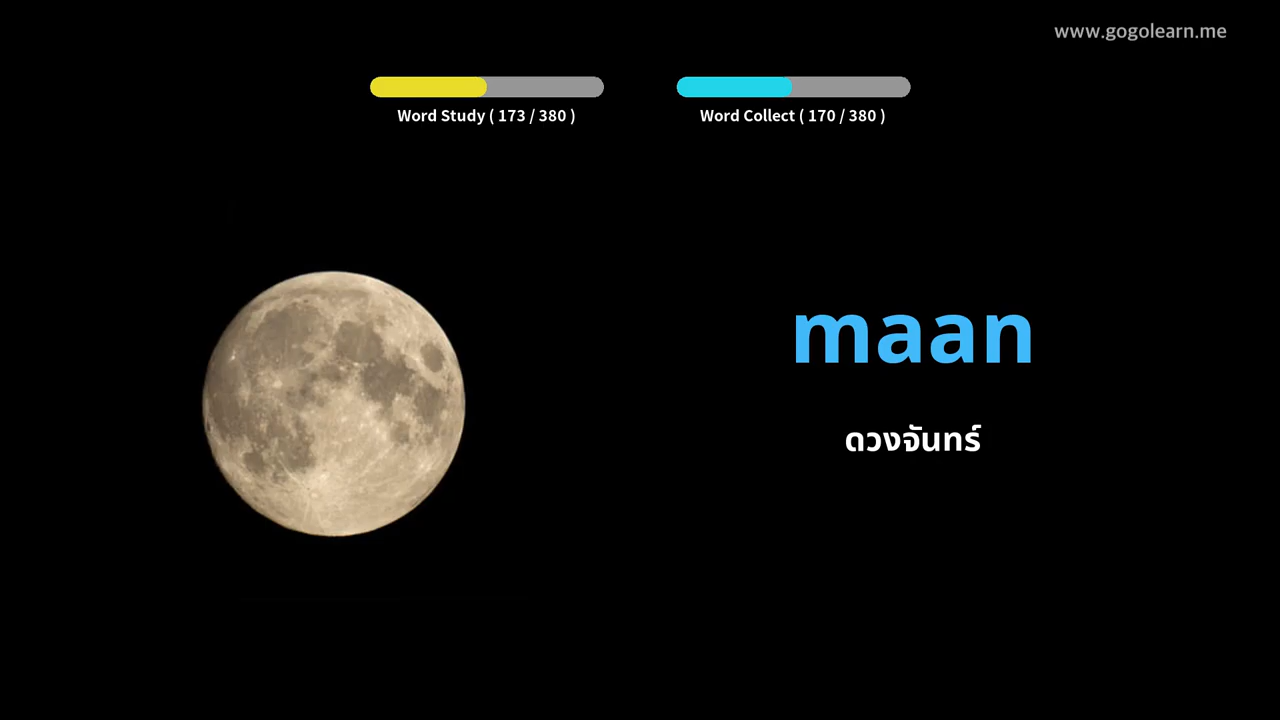 www.gogolearn.me
Word Study ( 173 / 380 )
Word Collect ( 170 / 380 )
maan
ดวงจันทร์